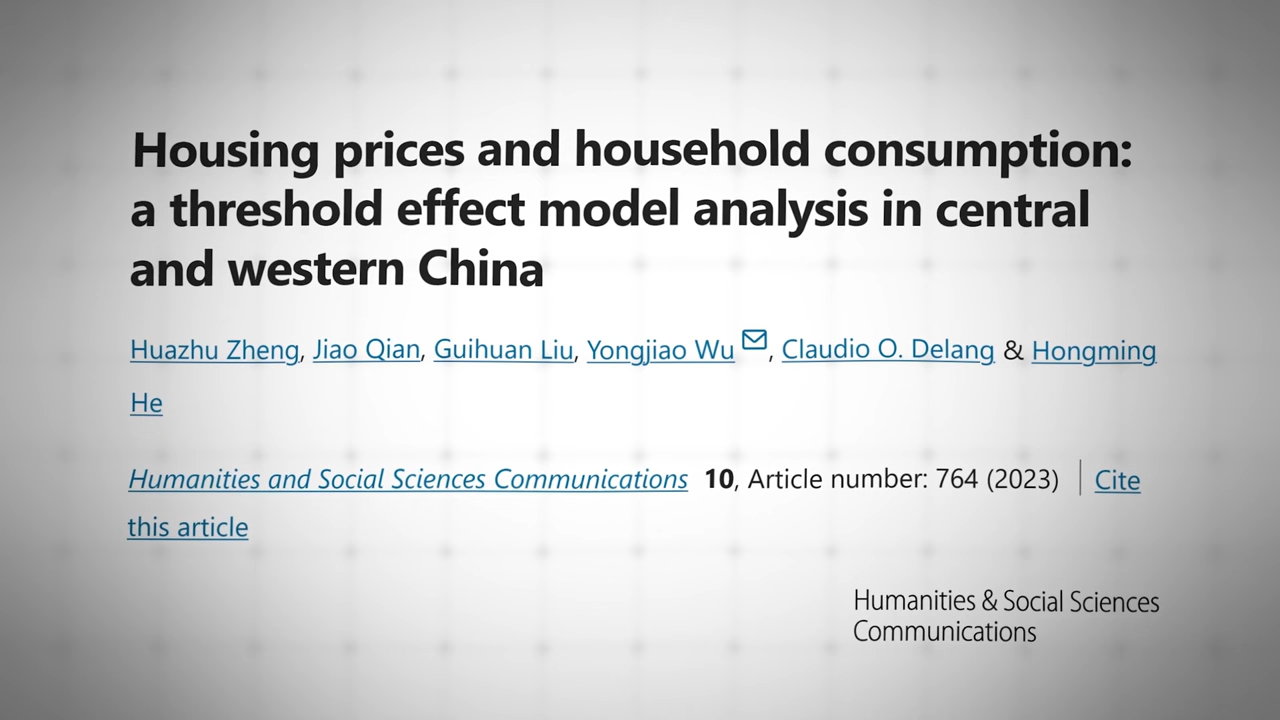 Housing prices and household consumption:
a threshold effect model analysis in central
and western China
Huazhu Zheng, Jiao Qian, Guihuan Liu, Yongjiao Wu, Claudio O. Delang & Hongming
He
Humanities and Social Sciences Communications 10, Article number: 764 (2023) | Cite
this article
Humanities & Social Sciences
Communications